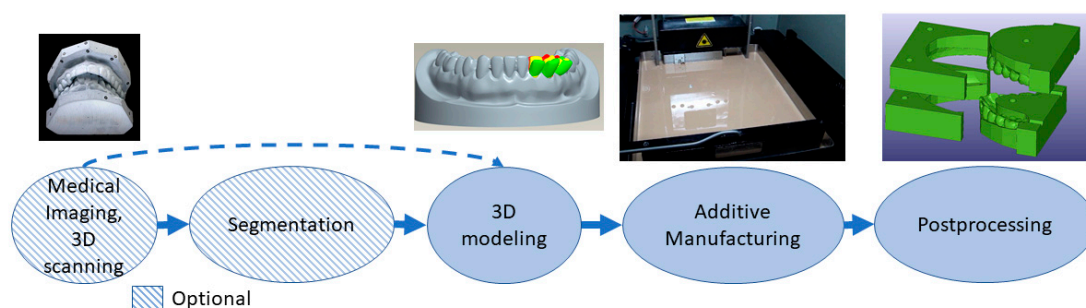 Medical
Imaging,
3D
scanning
Segmentation
3D
modeling
Additive
Manufacturing
Postprocessing
Optional